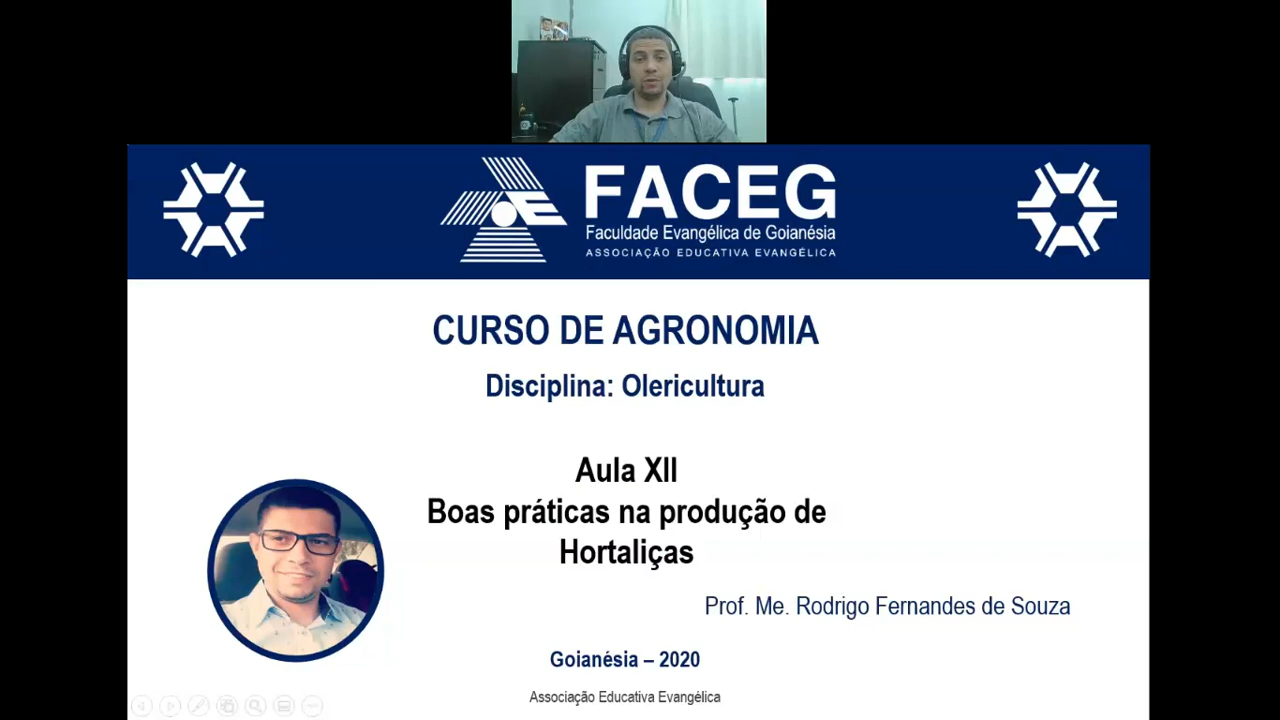 FACEG
Faculdade Evangélica de Goianésia
ASSOCIAÇÃO EDUCATIVA EVANGÉLICA
CURSO DE AGRONOMIA
Disciplina: Olericultura
Aula XII
Boas práticas na produção de
Hortaliças
Prof. Me. Rodrigo Fernandes de Souza
Goianésia – 2020
Associação Educativa Evangélica